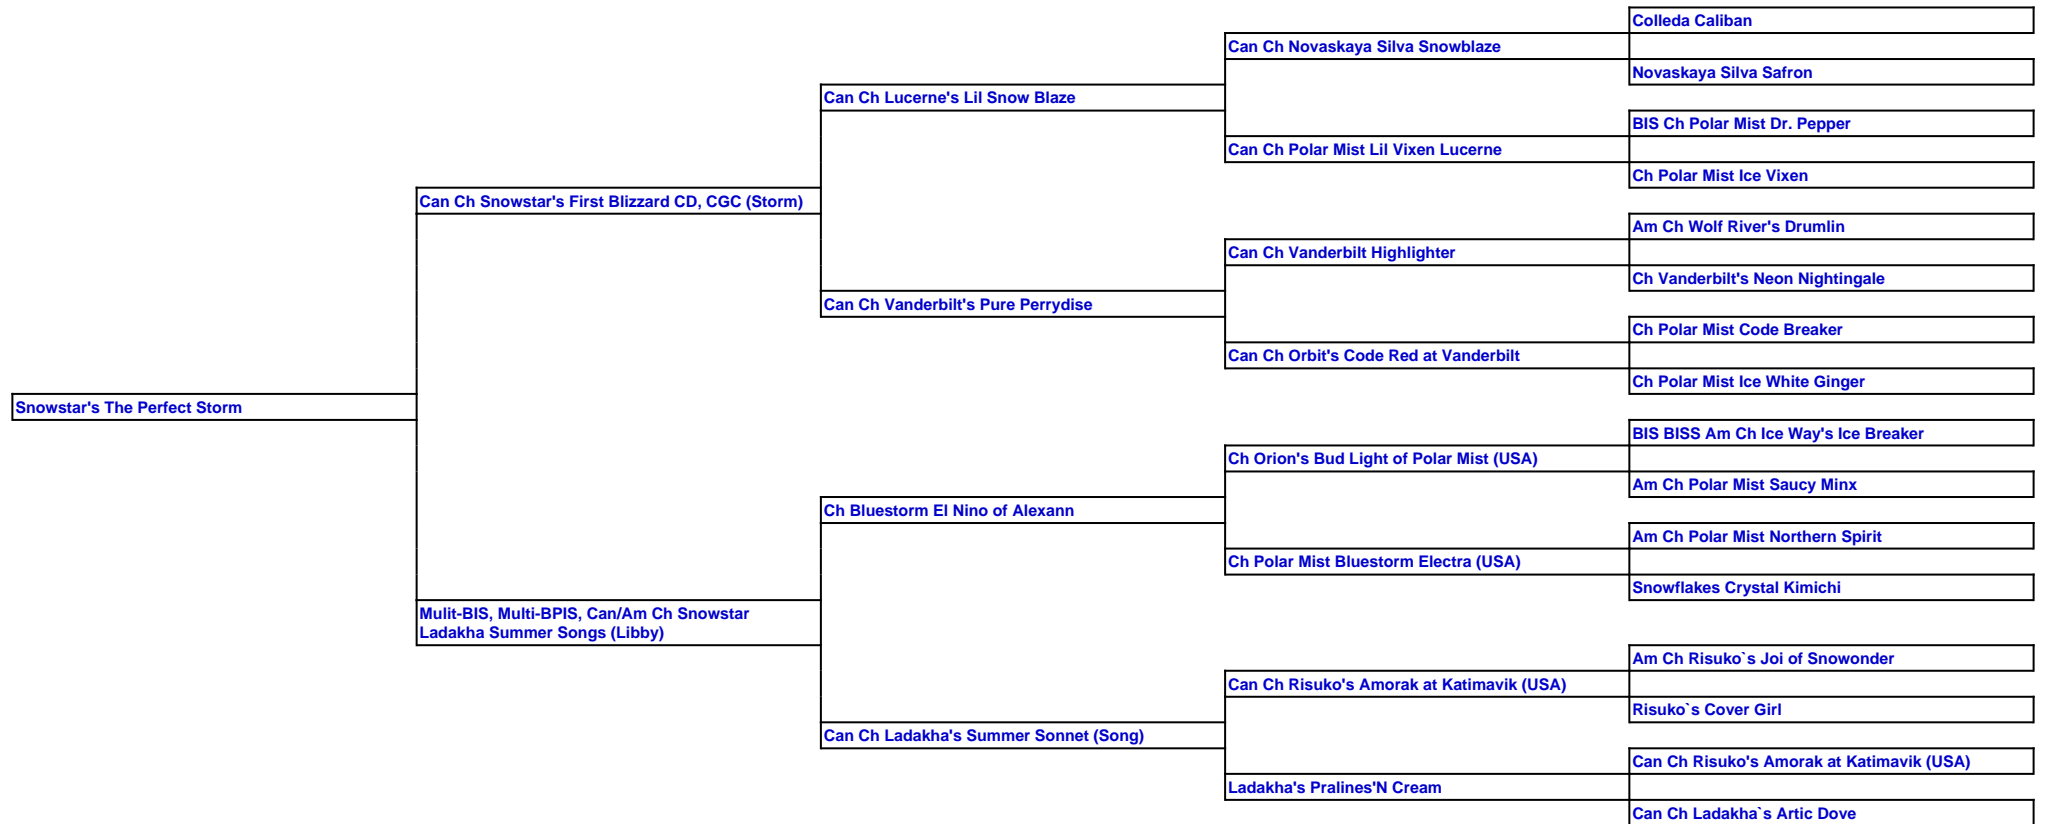 Colleda Caliban
Can Ch Novaskaya Silva Snowblaze
Novaskaya Silva Safron
Can Ch Lucerne's Lil Snow Blaze
BIS Ch Polar Mist Dr. Pepper
Can Ch Polar Mist Lil Vixen Lucerne
Ch Polar Mist Ice Vixen
Can Ch Snowstar's First Blizzard CD, CGC (Storm)
Am Ch Wolf River's Drumlin
Can Ch Vanderbilt Highlighter
Ch Vanderbilt's Neon Nightingale
Can Ch Vanderbilt's Pure Perrydise
Ch Polar Mist Code Breaker
Can Ch Orbit's Code Red at Vanderbilt
Ch Polar Mist Ice White Ginger
Snowstar's The Perfect Storm
BIS BISS Am Ch Ice Way's Ice Breaker
Ch Orion's Bud Light of Polar Mist (USA)
Am Ch Polar Mist Saucy Minx
Ch Bluestorm El Nino of Alexann
Am Ch Polar Mist Northern Spirit
Ch Polar Mist Bluestorm Electra (USA)
Snowflakes Crystal Kimichi
Mulit-BIS, Multi-BPIS, Can/Am Ch Snowstar
Ladakha Summer Songs (Libby)
Am Ch Risuko`s Joi of Snowonder
Can Ch Risuko's Amorak at Katimavik (USA)
Risuko`s Cover Girl
Can Ch Ladakha's Summer Sonnet (Song)
Can Ch Risuko's Amorak at Katimavik (USA)
Ladakha's Pralines'N Cream
Can Ch Ladakha`s Artic Dove